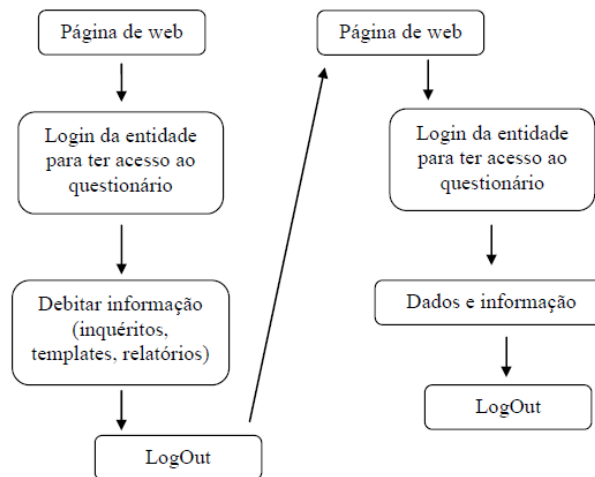 Página de web
Login da entidade
para ter acesso ao
questionário
Debitar informação
(inquéritos,
templates, relatórios)
LogOut
Página de web
Login da entidade
para ter acesso ao
questionário
Dados e informação
LogOut